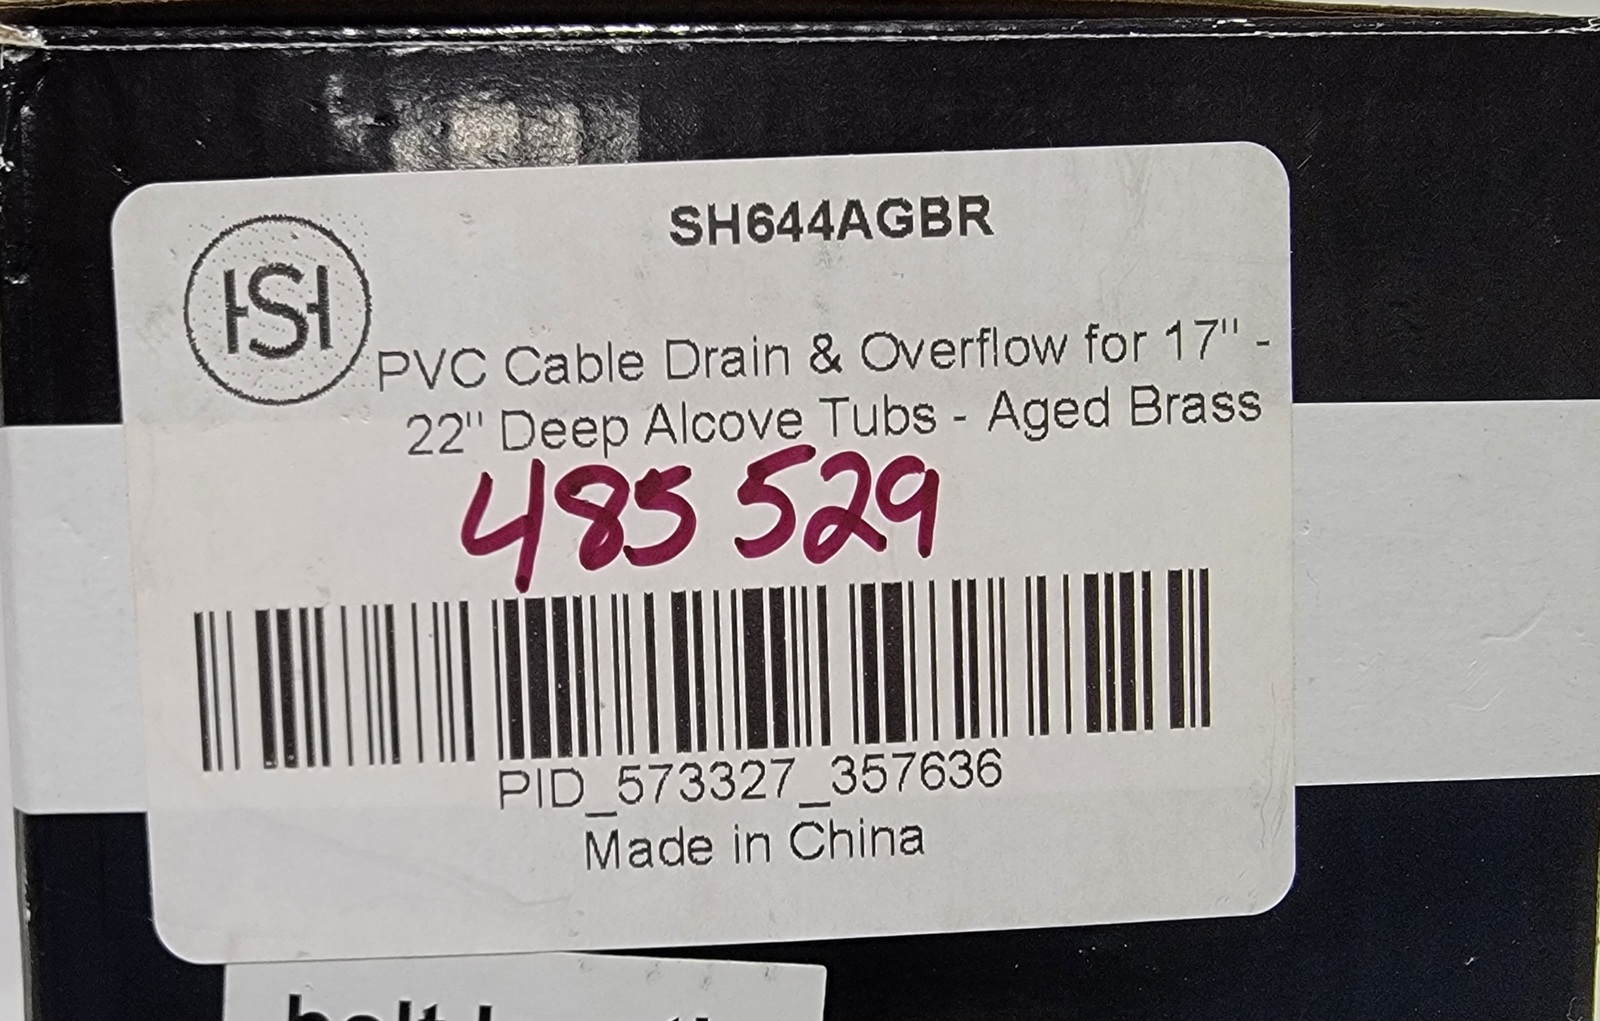 SH644AGBR
HSH
PVC Cable Drain & Overflow for 17" -
22" Deep Alcove Tubs - Aged Brass
485 529
PID_573327_357636
Made in China